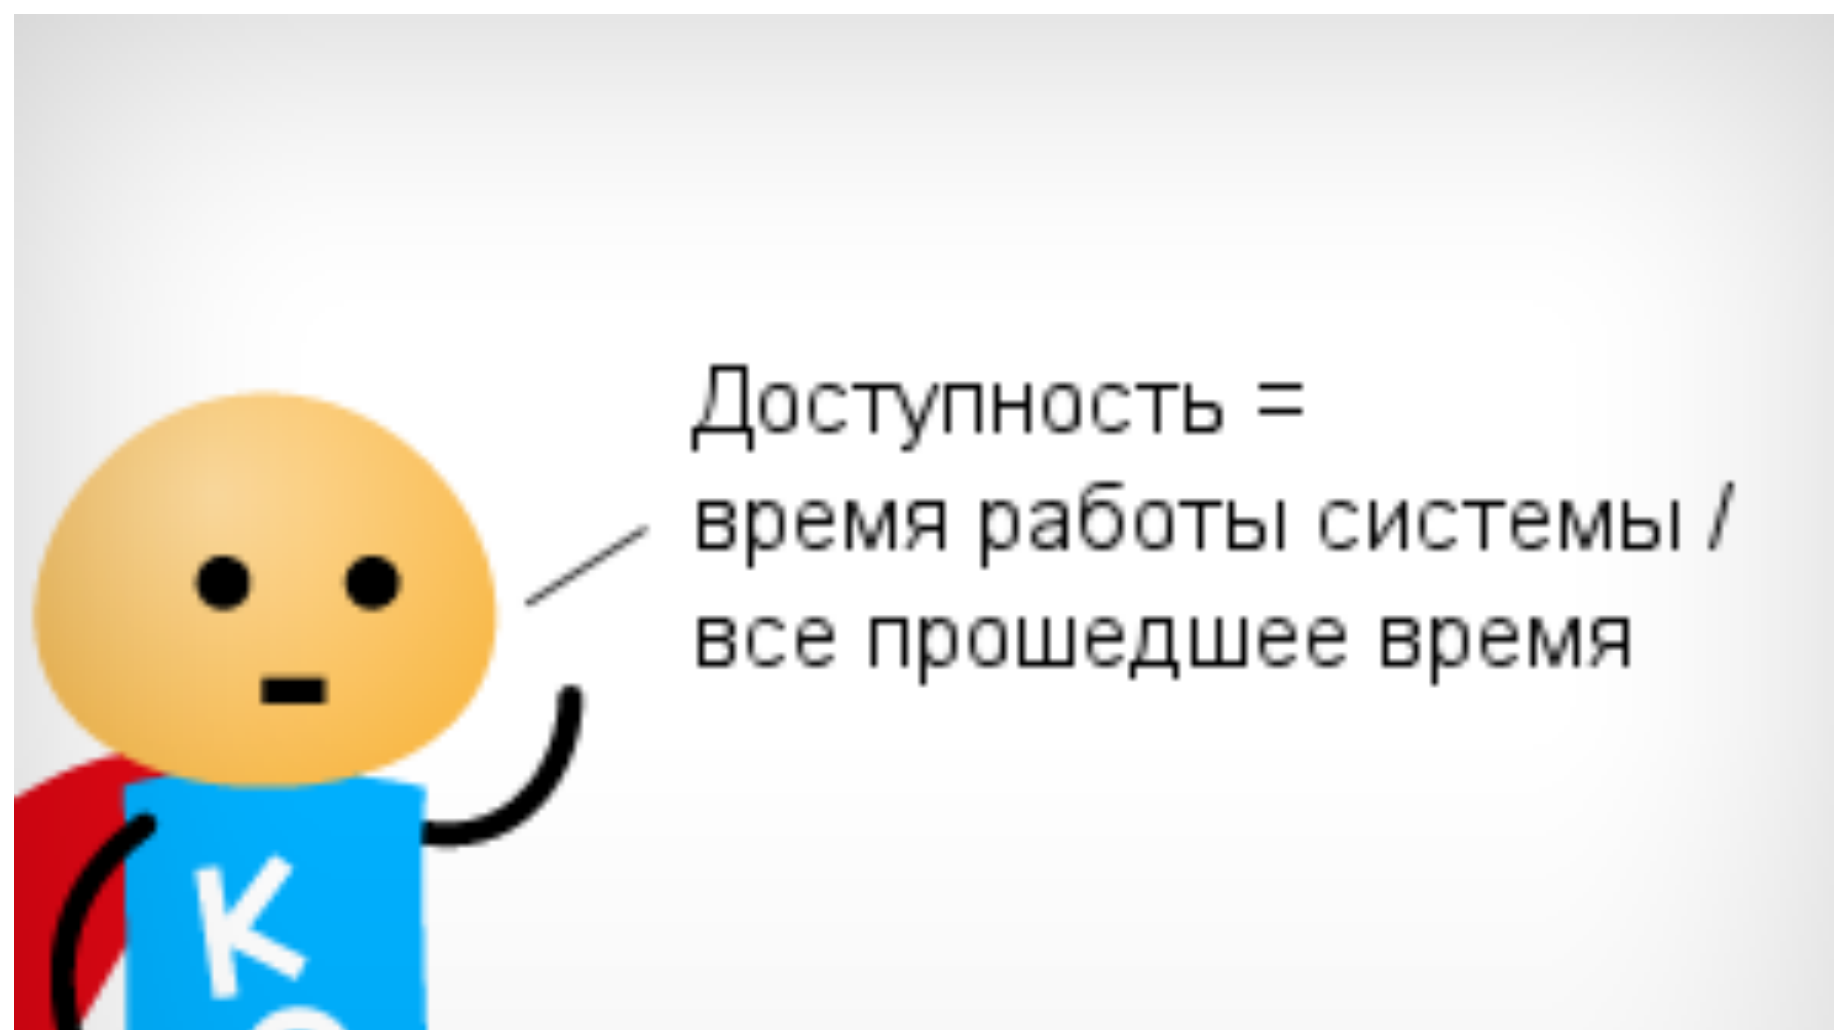 Доступность =
время работы системы /
все прошедшее время
К